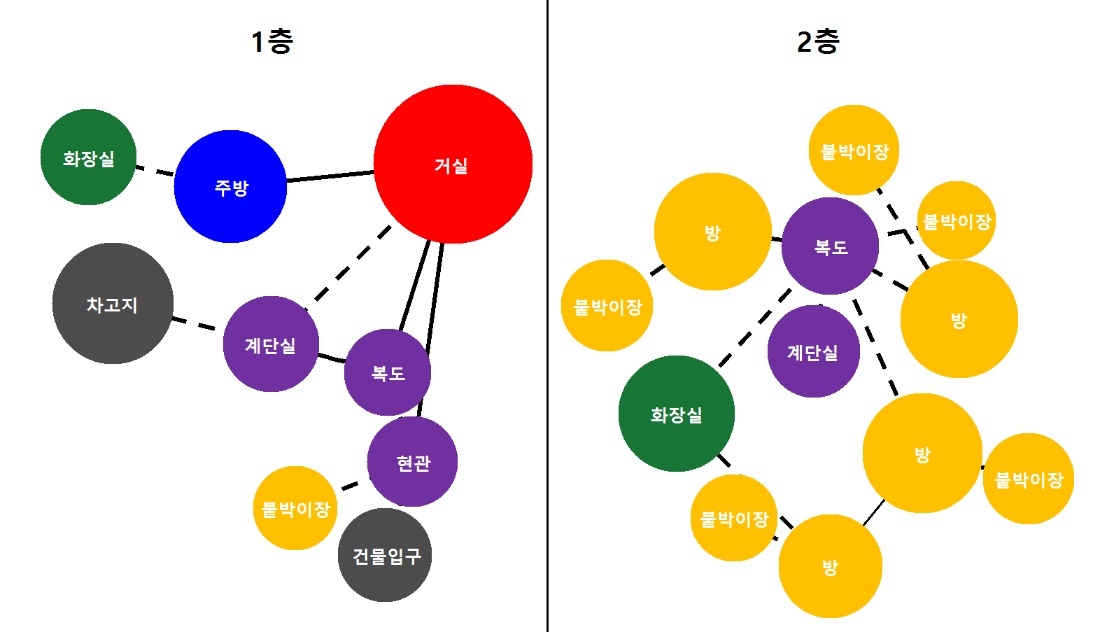 1층
화장실
주방
거실
차고지
계단실
복도
현관
붙박이장
건물입구
2층
붙박이장
붙박이장
방
복도
붙박이장
방
계단실
화장실
방
붙박이장
붙박이장
방